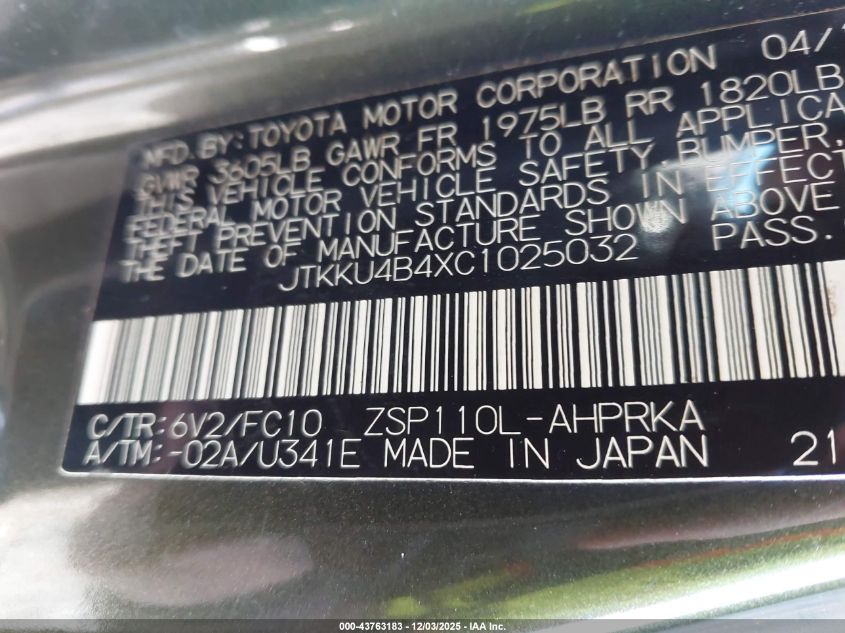 MFD.BY:TOYOTA MOTOR CORPORATION 04/
GVWR 3605LB GAWR FR 1975LB RR 1820LB
THIS VEHICLE CONFORMS TO ALL APPLICA
FEDERAL MOTOR VEHICLE SAFETY,BUMPER,
THEFT PREVENTION STANDARDS IN EFFECT
THE DATE OF MANUFACTURE SHOWN ABOVE
JTKKU4B4XC1025032 PASS.
C/TR:6V2/FC10 ZSP110L-AHPRKA
A/TM:-02A/U341E MADE IN JAPAN 21
000-43763183 - 12/03/2025 - IAA Inc.